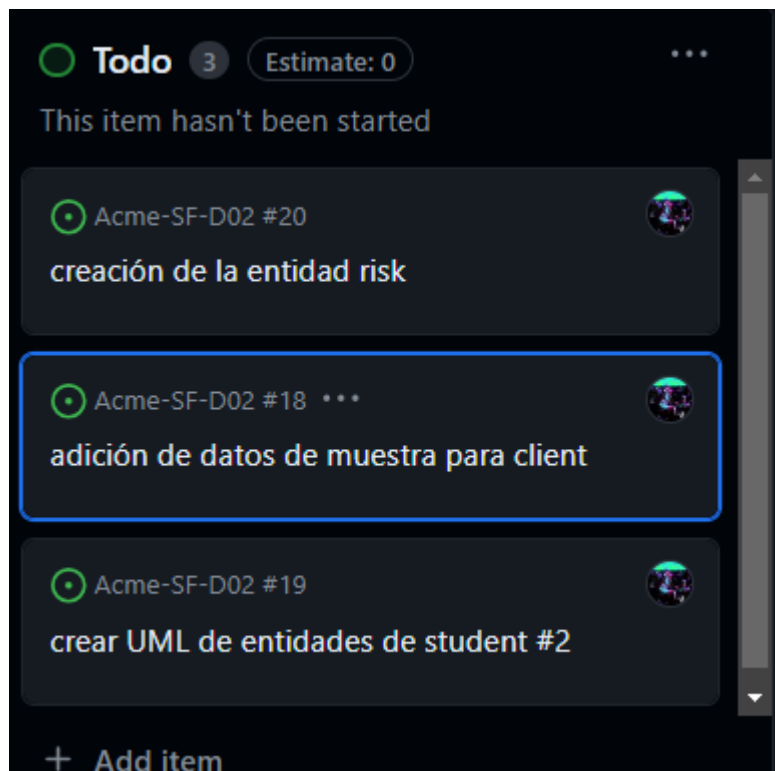 Todo 3 Estimate: 0
This item hasn't been started
Acme-SF-D02 #20
creación de la entidad risk
Acme-SF-D02 #18
adición de datos de muestra para client
Acme-SF-D02 #19
crear UML de entidades de student #2
+ Add item